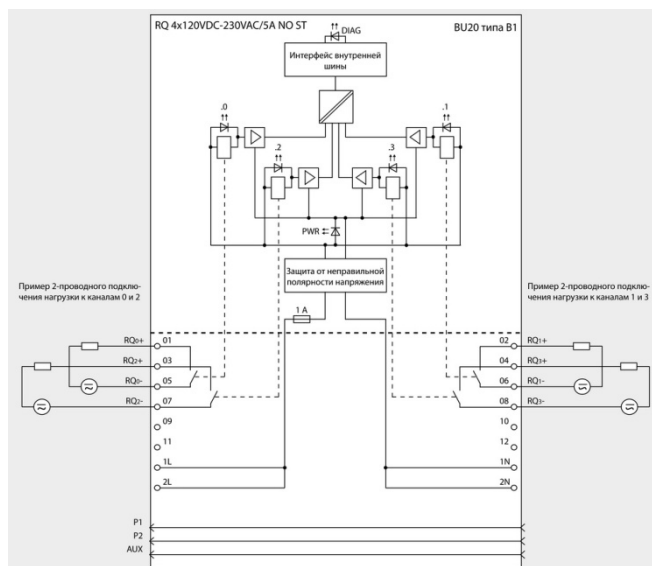 RQ 4x120VDC-230VAC/5A NO ST
BU20 типа B1
DIAG
Интерфейс внутренней
шины
.0
.1
.2
.3
PWR
Защита от неправильной
полярности напряжения
Пример 2-проводного подклю-
чения нагрузки к каналам 0 и 2
Пример 2-проводного подклю-
чения нагрузки к каналам 1 и 3
1 A
RQ0+ 01
RQ2+ 03
RQ0- 05
RQ2- 07
09
11
1L
2L
02 RQ1+
04 RQ3+
06 RQ1-
08 RQ3-
10
12
1N
2N
P1
P2
AUX